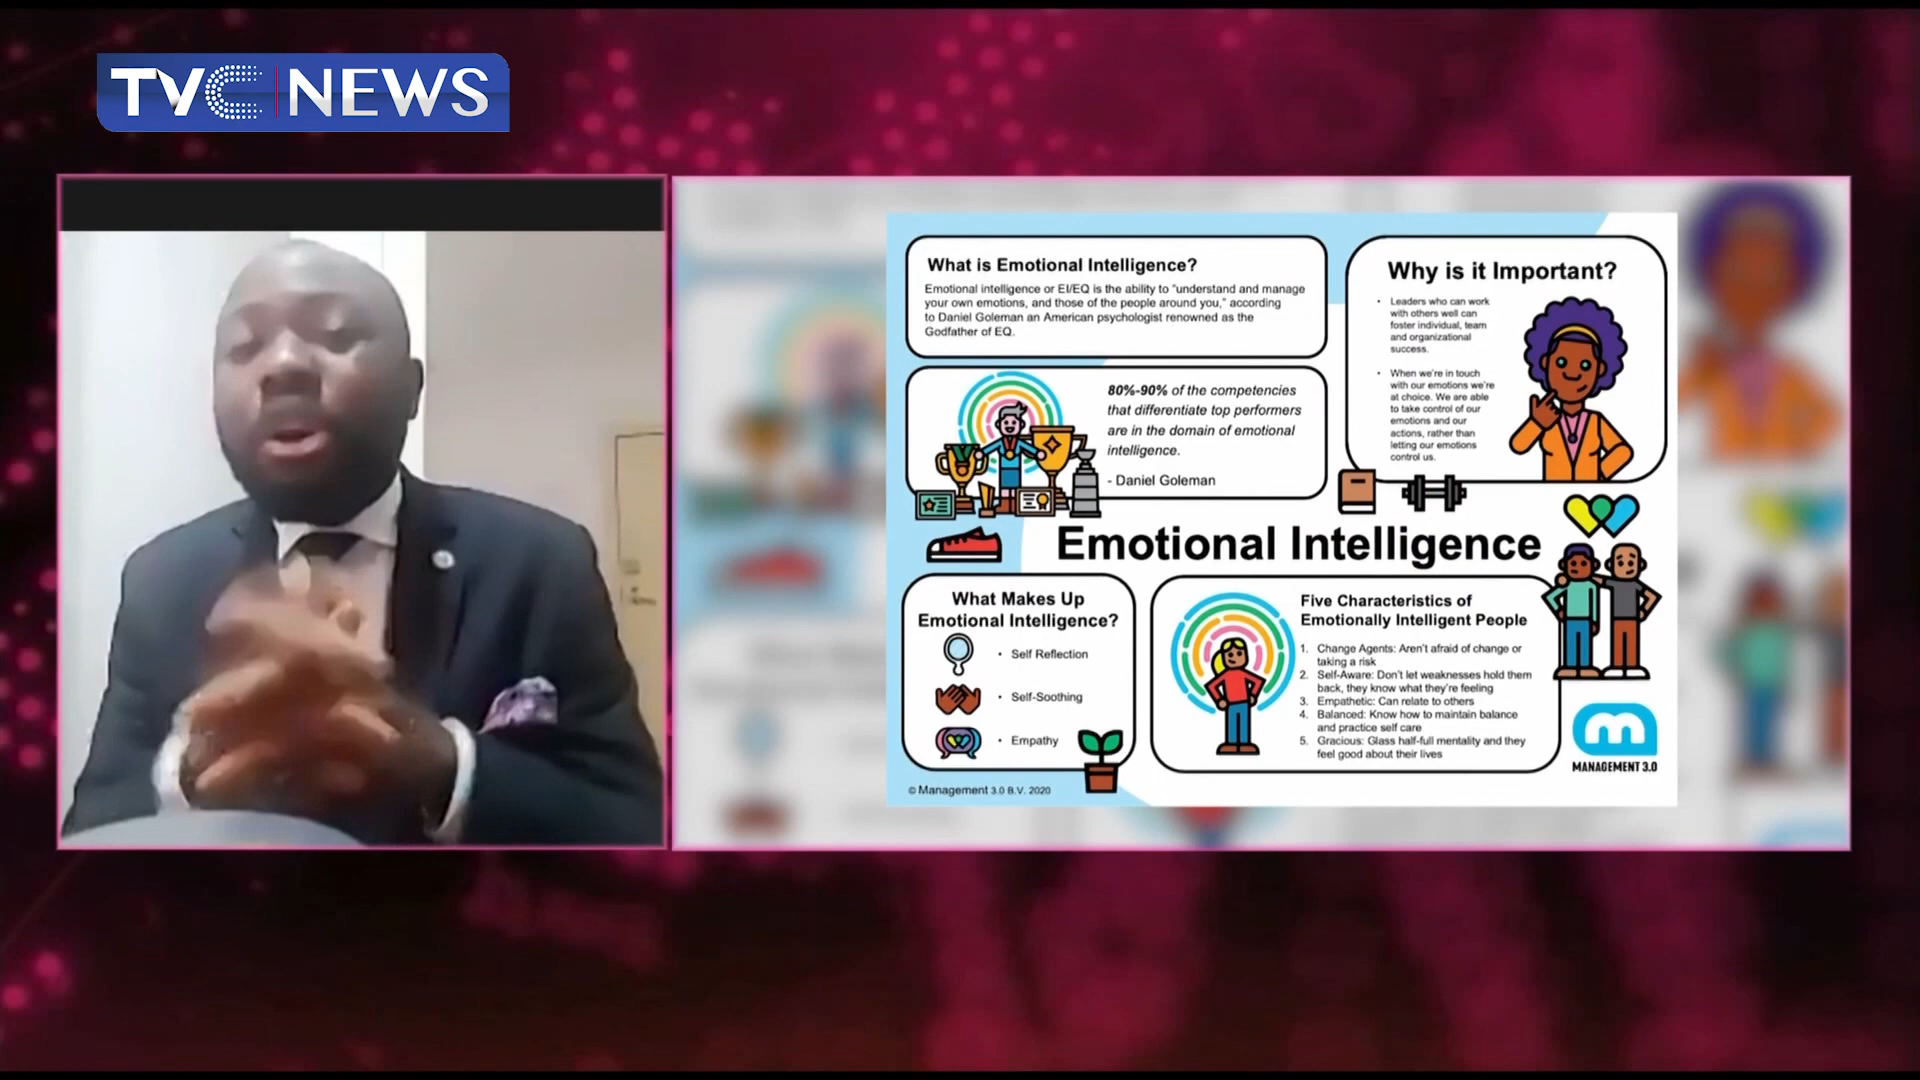 TVC NEWS
What is Emotional Intelligence?
Emotional intelligence or EI/EQ is the ability to "understand and manage
your own emotions, and those of the people around you," according
to Daniel Goleman an American psychologist renowned as the
Godfather of EQ.
80%-90% of the competencies
that differentiate top performers
are in the domain of emotional
intelligence.
- Daniel Goleman
Why is it Important?
• Leaders who can work
with others well can
foster individual, team
and organizational
success.
• When we're in touch
with our emotions we're
at choice. We are able
to take control of our
emotions and our
actions, rather than
letting our emotions
control us.
Emotional Intelligence
What Makes Up
Emotional Intelligence?
• Self Reflection
• Self-Soothing
• Empathy
Five Characteristics of
Emotionally Intelligent People
1. Change Agents: Aren't afraid of change or
taking a risk
2. Self-Aware: Don't let weaknesses hold them
back, they know what they're feeling
3. Empathetic: Can relate to others
4. Balanced: Know how to maintain balance
and practice self care
5. Gracious: Glass half-full mentality and they
feel good about their lives
m
MANAGEMENT 3.0
© Management 3.0 B.V. 2020